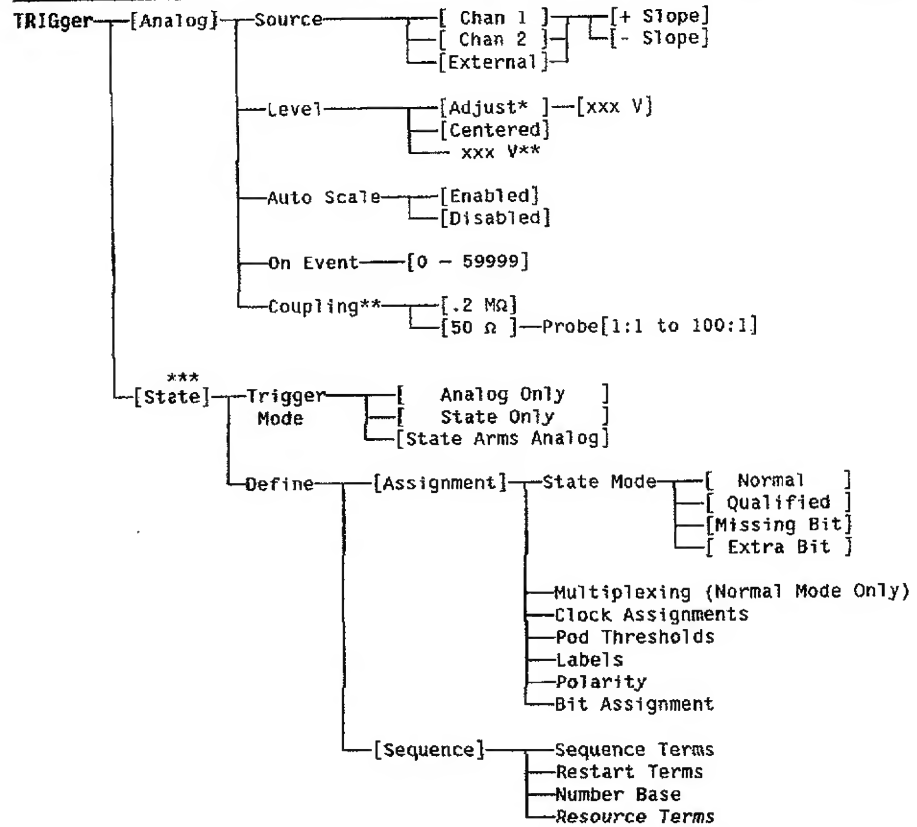 TRIGger [Analog] Source [ Chan 1 ] [+ Slope]
[ Chan 2 ] [- Slope]
[External]
Level [Adjust* ] [xxx V]
[Centered]
xxx V**
Auto Scale [Enabled]
[Disabled]
On Event [0 - 59999]
Coupling** [.2 MΩ]
[50 Ω ] Probe[1:1 to 100:1]
***
[State] Trigger [ Analog Only ]
Mode [ State Only ]
[State Arms Analog]
Define [Assignment] State Mode [ Normal ]
[ Qualified ]
[Missing Bit]
[ Extra Bit ]
Multiplexing (Normal Mode Only)
Clock Assignments
Pod Thresholds
Labels
Polarity
Bit Assignment
[Sequence] Sequence Terms
Restart Terms
Number Base
Resource Terms